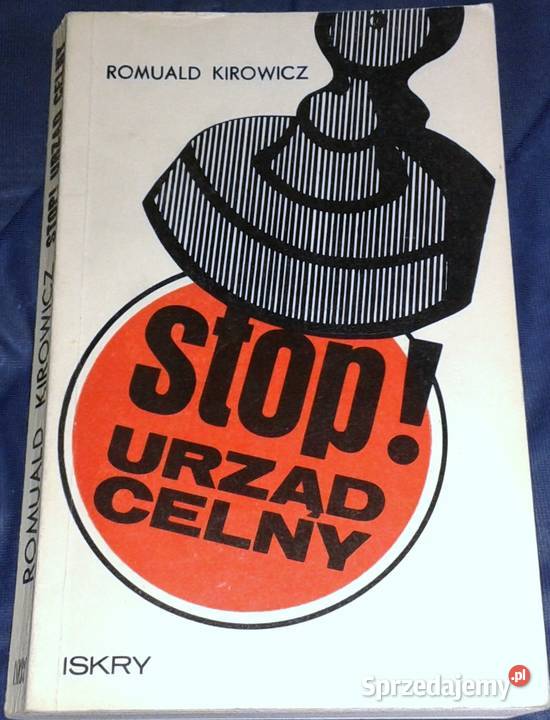 ROMUALD KIROWICZ
stop!
URZĄD
CELNY
ISKRY
ROMUALD KIROWICZ STOP! URZĄD CELNY
Sprzedajemy.pl